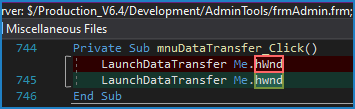 rver: $/Production_V6.4/Development/AdminTools/frmAdmin.frm;
Miscellaneous Files
744 Private Sub mnuDataTransfer_Click()
LaunchDataTransfer Me.hWnd
745 LaunchDataTransfer Me.hwnd
746 End Sub